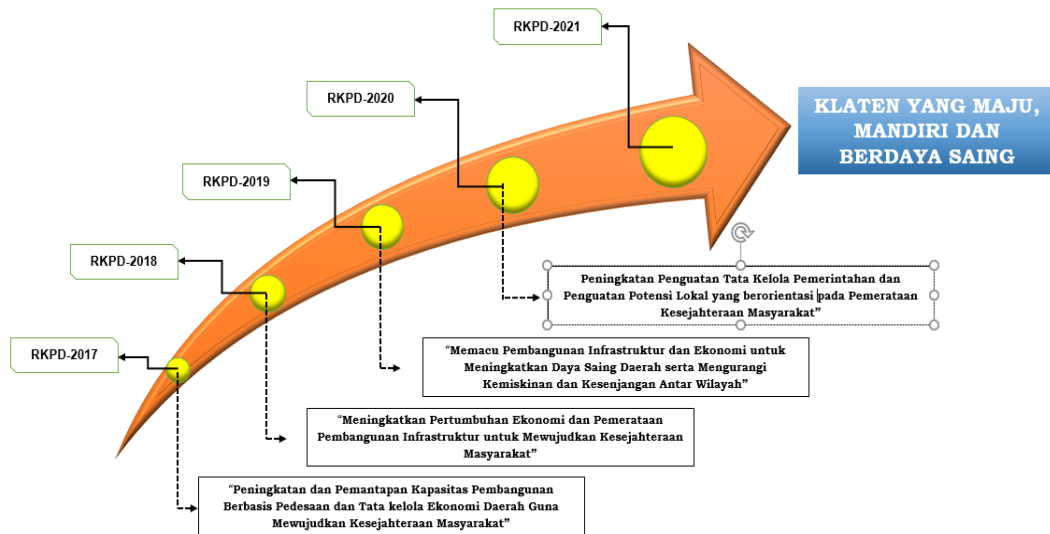 RKPD-2021
RKPD-2020
KLATEN YANG MAJU,
MANDIRI DAN
BERDAYA SAING
RKPD-2019
RKPD-2018
Peningkatan Penguatan Tata Kelola Pemerintahan dan
Penguatan Potensi Lokal yang berorientasi pada Pemerataan
Kesejahteraan Masyarakat”
RKPD-2017
“Memacu Pembangunan Infrastruktur dan Ekonomi untuk
Meningkatkan Daya Saing Daerah serta Mengurangi
Kemiskinan dan Kesenjangan Antar Wilayah”
“Meningkatkan Pertumbuhan Ekonomi dan Pemerataan
Pembangunan Infrastruktur untuk Mewujudkan Kesejahteraan
Masyarakat”
“Peningkatan dan Pemantapan Kapasitas Pembangunan
Berbasis Pedesaan dan Tata kelola Ekonomi Daerah Guna
Mewujudkan Kesejahteraan Masyarakat”